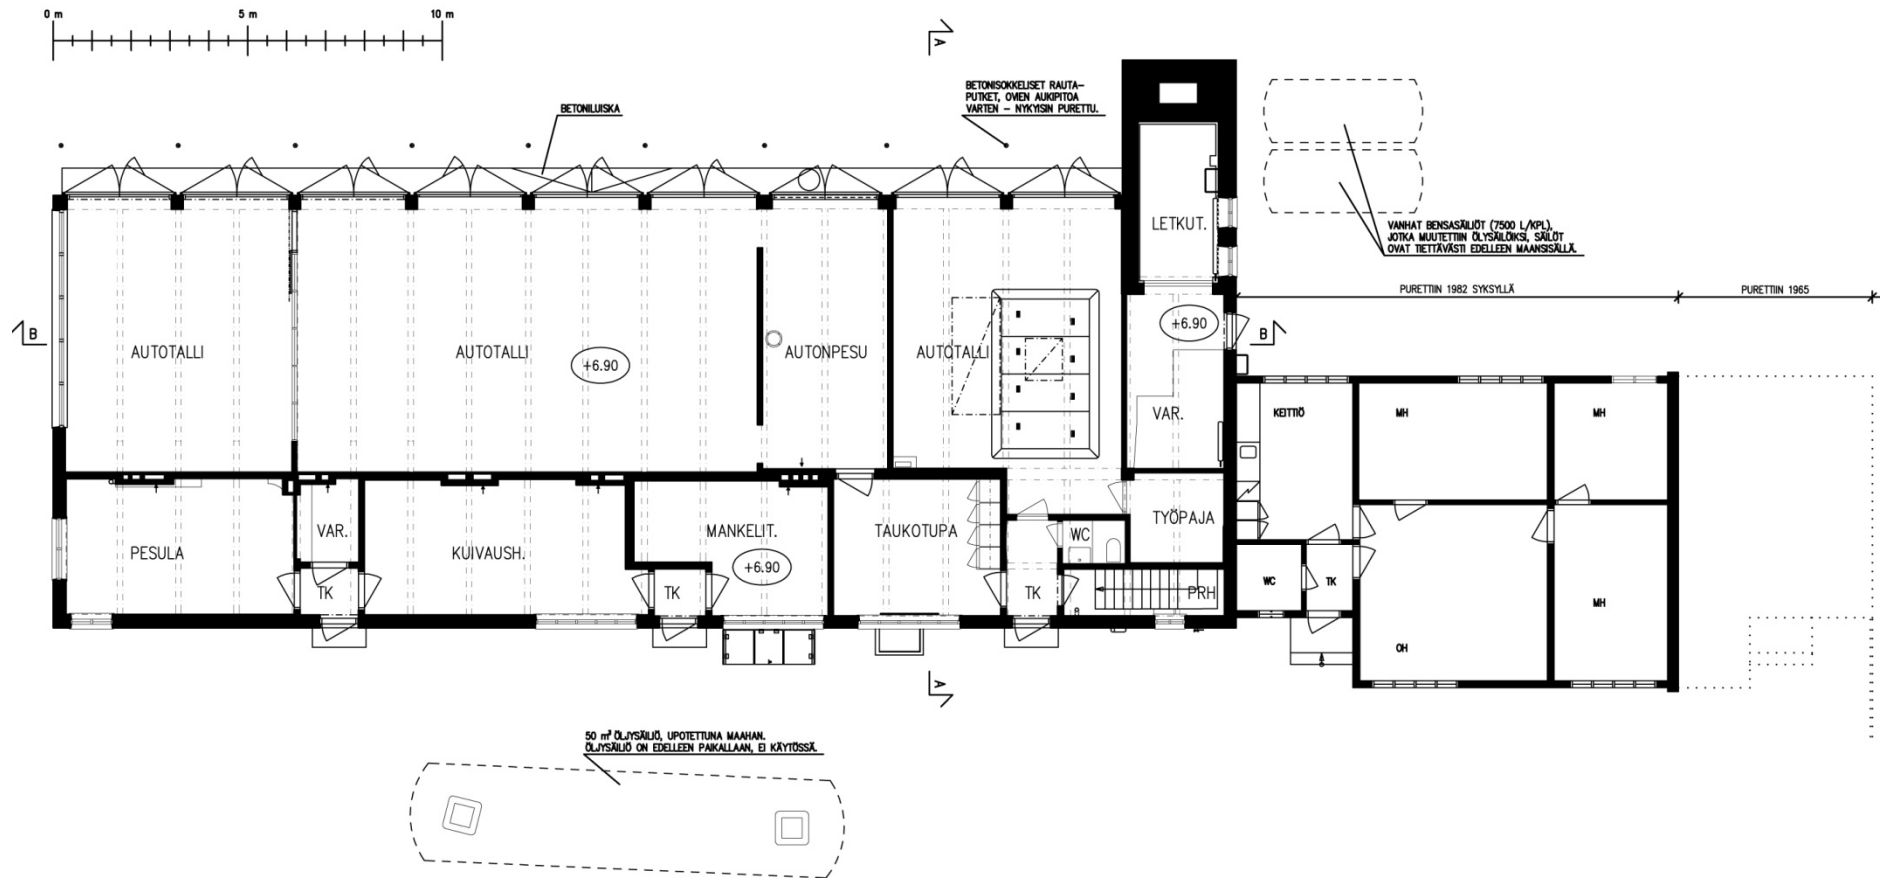 0 m 5 m 10 m
A
BETONISOKKELISET RAUTA-
PUTKET, OVIEN AUKIPITOA
VARTEN – NYKYISIN PURETTU.
BETONILUISKA
LETKUT.
VANHAT BENSASÄILIÖT (7500 L/KPL),
JOTKA MUUTETTIIN ÖLYSÄILÖIKSI, SÄILÖT
OVAT TIETTÄVÄSTI EDELLEEN MAANSISÄLLÄ.
PURETTIIN 1982 SYKSYLLÄ
PURETTIIN 1965
B
+6.90
B
AUTOTALLI
AUTOTALLI
+6.90
AUTONPESU
AUTOTALLI
VAR.
KEITTIÖ
MH
MH
PESULA
VAR.
KUIVAUSH.
MANKELIT.
+6.90
TAUKOTUPA
WC
TYÖPAJA
TK
TK
TK
PRH
WC
TK
MH
OH
A
50 m³ ÖLJYSÄILIÖ, UPOTETTUNA MAAHAN.
ÖLJYSÄILIÖ ON EDELLEEN PAIKALLAAN, EI KÄYTÖSSÄ.